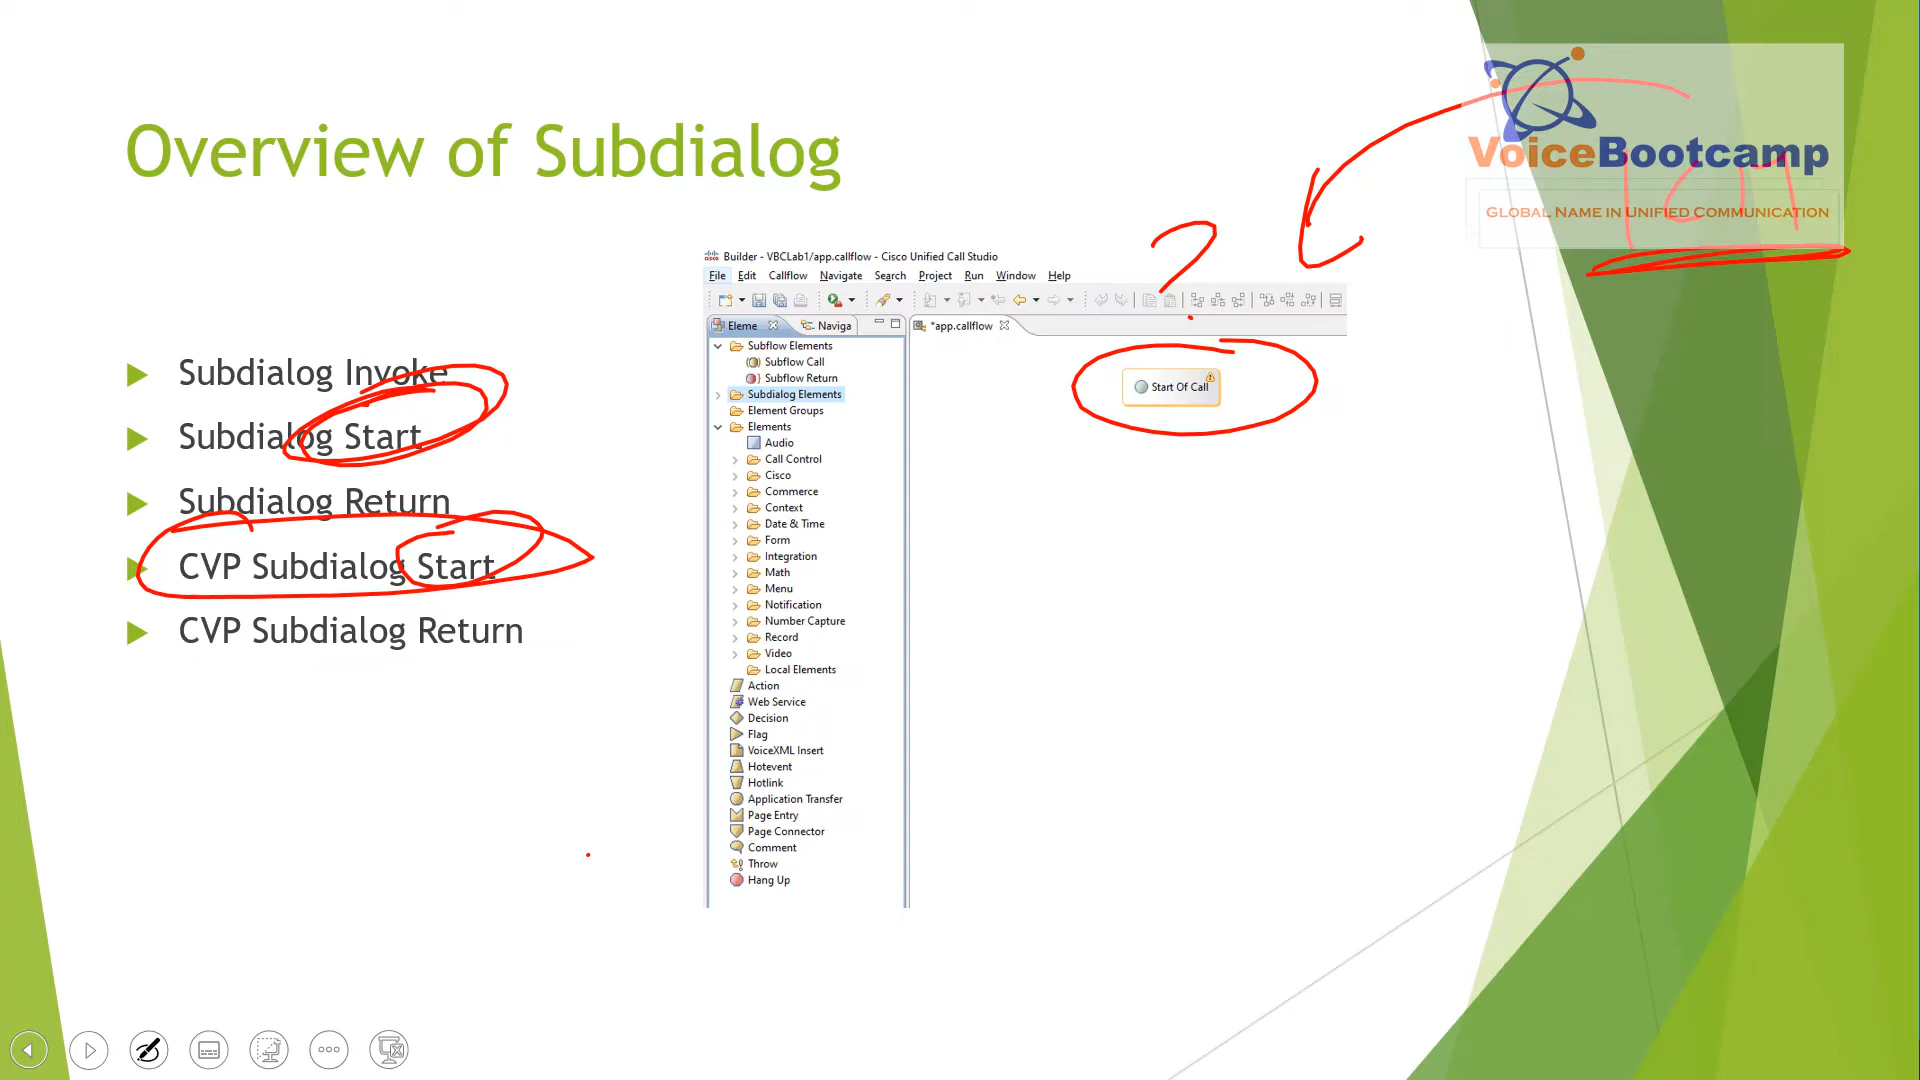 Overview of Subdialog
VoiceBootcamp
Global Name in Unified Communication
Subdialog Invoke
Subdialog Start
Subdialog Return
CVP Subdialog Start
CVP Subdialog Return
?
Builder - VBCLab1/app.callflow - Cisco Unified Call Studio
File Edit Callflow Navigate Search Project Run Window Help
Eleme Naviga *app.callflow
Subflow Elements
Subflow Call
Subflow Return
Subdialog Elements
Element Groups
Elements
Audio
Call Control
Cisco
Commerce
Context
Date & Time
Form
Integration
Math
Menu
Notification
Number Capture
Record
Video
Local Elements
Action
Web Service
Decision
Flag
VoiceXML Insert
Hotevent
Hotlink
Application Transfer
Page Entry
Page Connector
Comment
Throw
Hang Up
Start Of Call